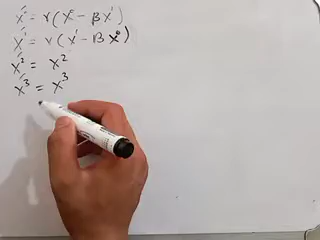 x'⁰ = γ(x⁰ - βx¹)
x'¹ = γ(x¹ - βx⁰)
x'² = x²
x'³ = x³